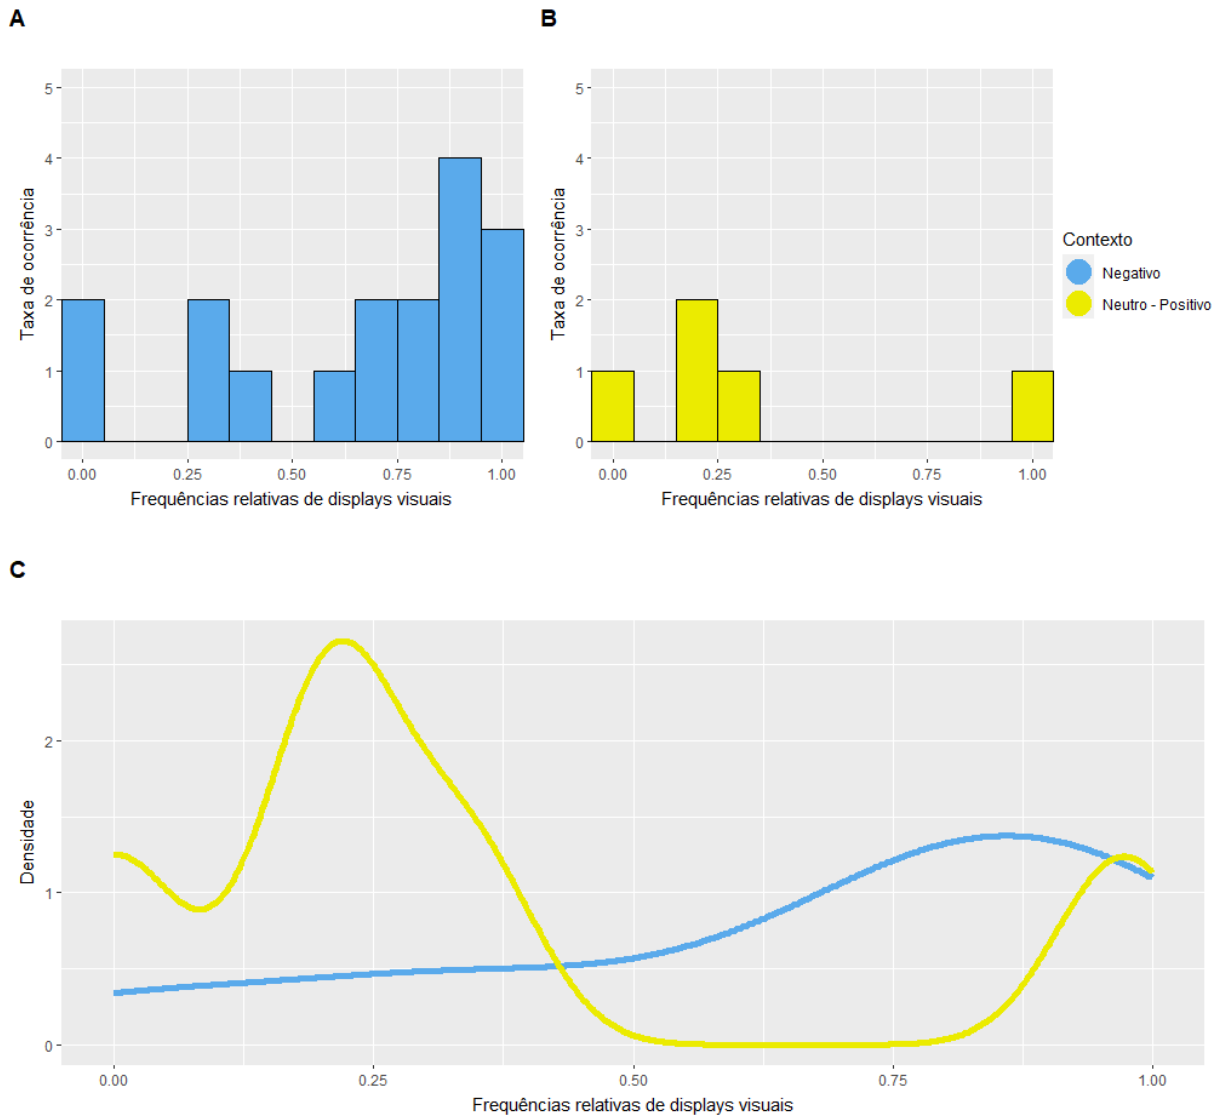 A
B
5
4
3
2
1
0
Taxa de ocorrência
0.00 0.25 0.50 0.75 1.00
Frequências relativas de displays visuais
5
4
3
2
1
0
Taxa de ocorrência
0.00 0.25 0.50 0.75 1.00
Frequências relativas de displays visuais
Contexto
Negativo
Neutro - Positivo
C
2
1
0
Densidade
0.00 0.25 0.50 0.75 1.00
Frequências relativas de displays visuais